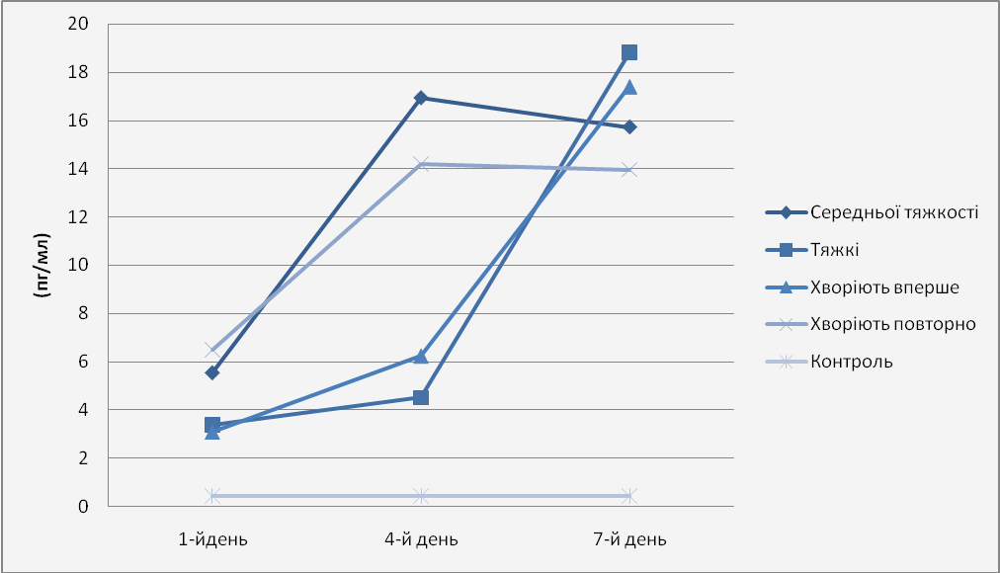 20
18
16
14
12
10
8
6
4
2
0
(пг/мл)
1-йдень
4-й день
7-й день
Середньої тяжкості
Тяжкі
Хворіють вперше
Хворіють повторно
Контроль